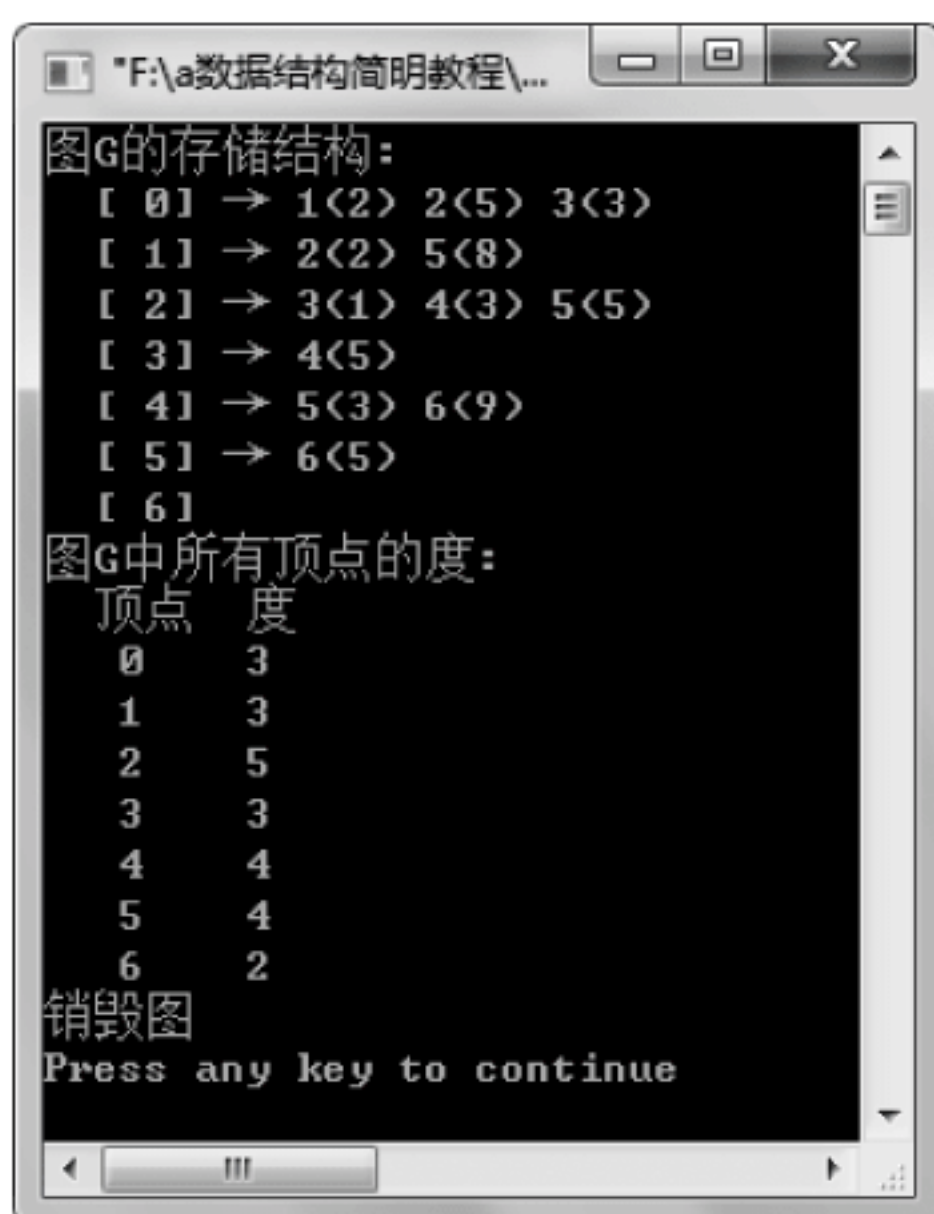 "F:\a数据结构简明教程\...
图G的存储结构:
[ 0] → 1(2) 2(5) 3(3)
[ 1] → 2(2) 5(8)
[ 2] → 3(1) 4(3) 5(5)
[ 3] → 4(5)
[ 4] → 5(3) 6(9)
[ 5] → 6(5)
[ 6]
图G中所有顶点的度:
顶点 度
0 3
1 3
2 5
3 3
4 4
5 4
6 2
销毁图
Press any key to continue